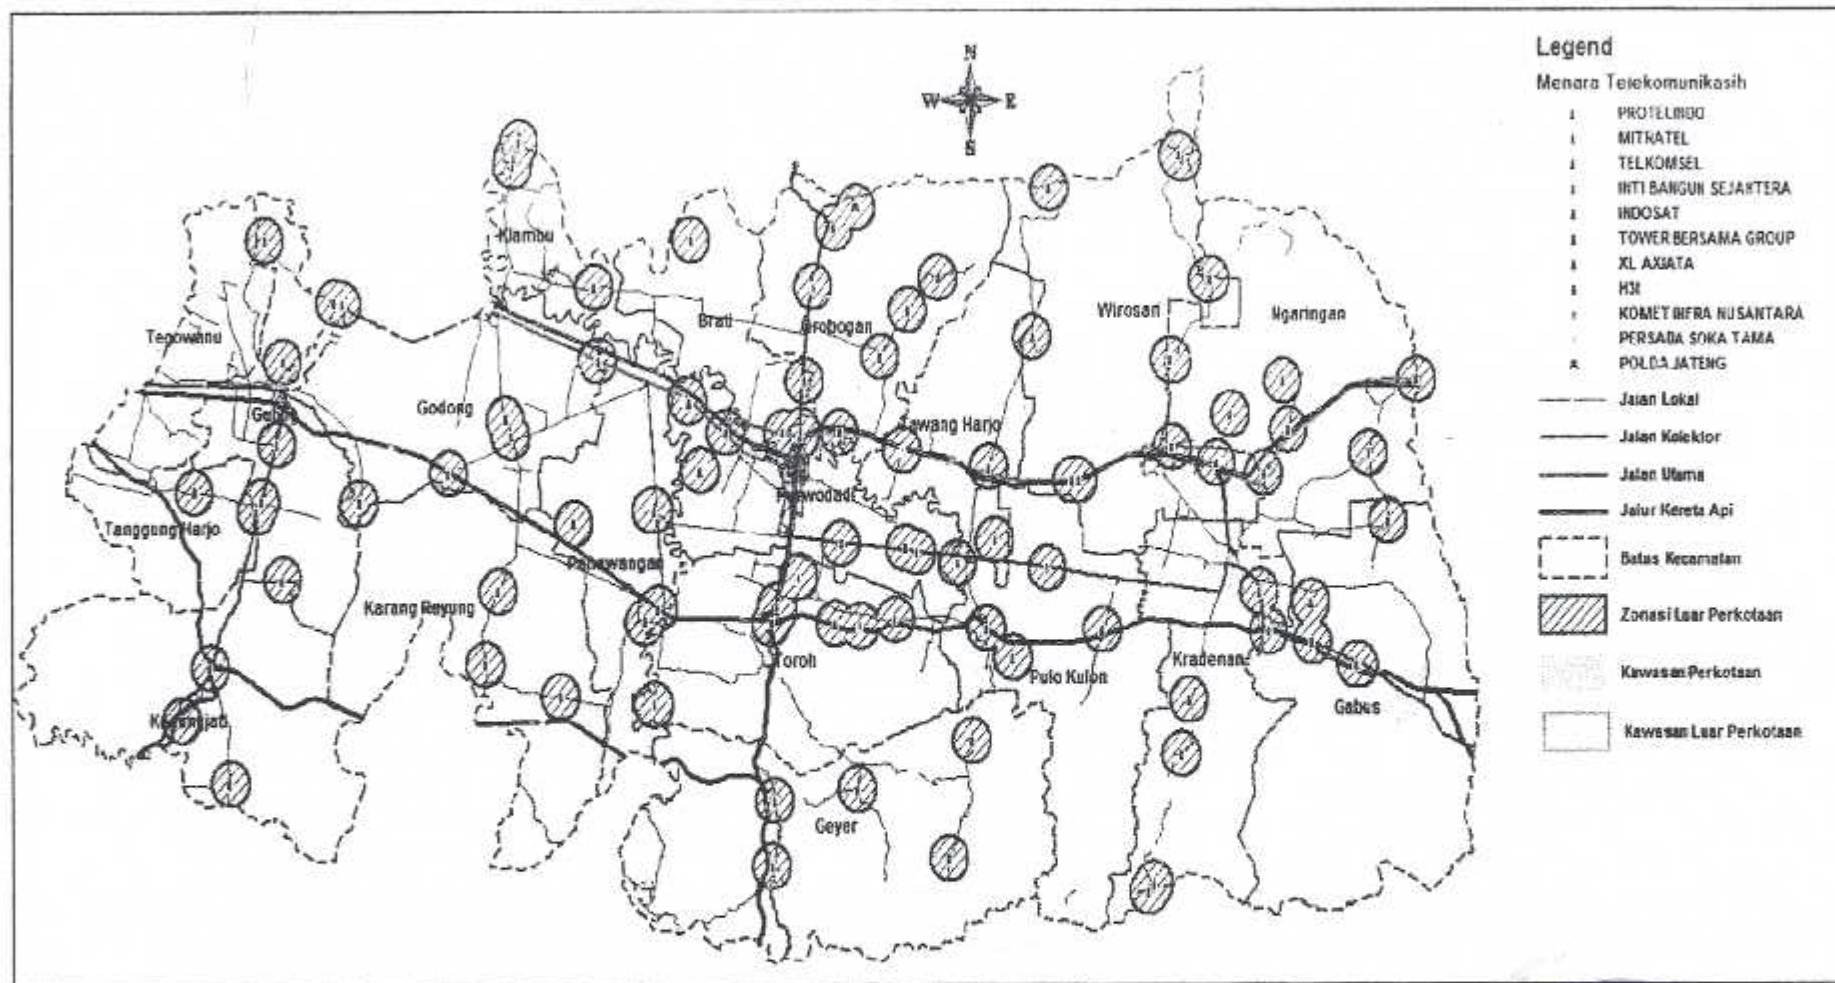 N
W E
S
Klambu
Brati
Grobogan
Wirosari
Ngaringan
Tegowanu
Godong
Tawang Harjo
Purwodadi
Tanggung Harjo
Penawangan
Karang Rayung
Toroh
Pulo Kulon
Kradenan
Gabus
Geyer
Legend
Menara Telekomunikasih
PROTELINDO
MITRATEL
TELKOMSEL
INTI BANGUN SEJAHTERA
INDOSAT
TOWER BERSAMA GROUP
XL AXIATA
H3I
KOMET INFRA NUSANTARA
PERSADA SOKA TAMA
POLDA JATENG
Jalan Lokal
Jalan Kolektor
Jalan Utama
Jalur Kereta Api
Batas Kecamatan
Zonasi Luar Perkotaan
Kawasan Perkotaan
Kawasan Luar Perkotaan